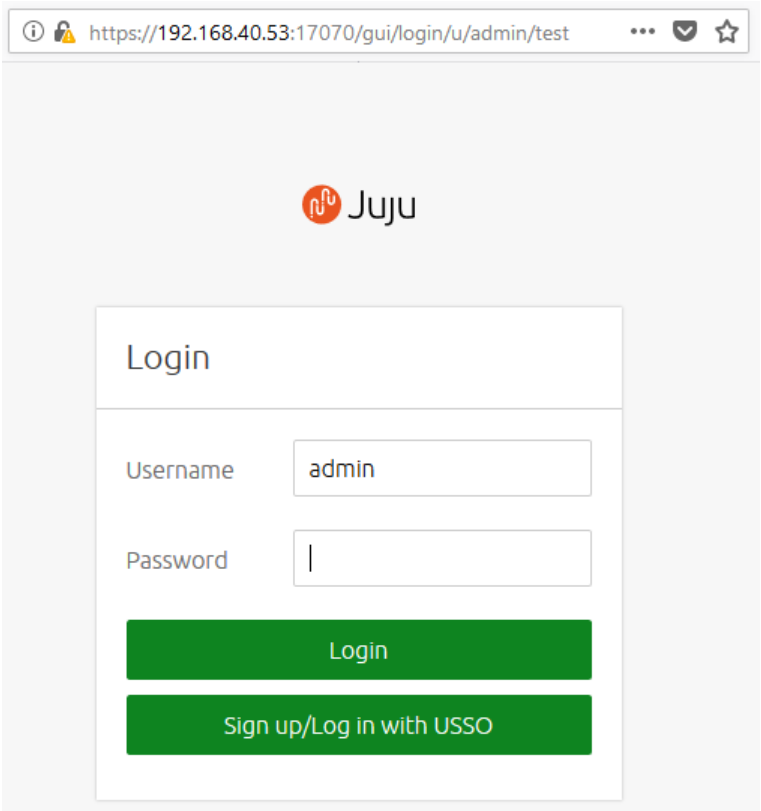 https://192.168.40.53:17070/gui/login/u/admin/test
Juju
Login
Username admin
Password
Login
Sign up/Log in with USSO